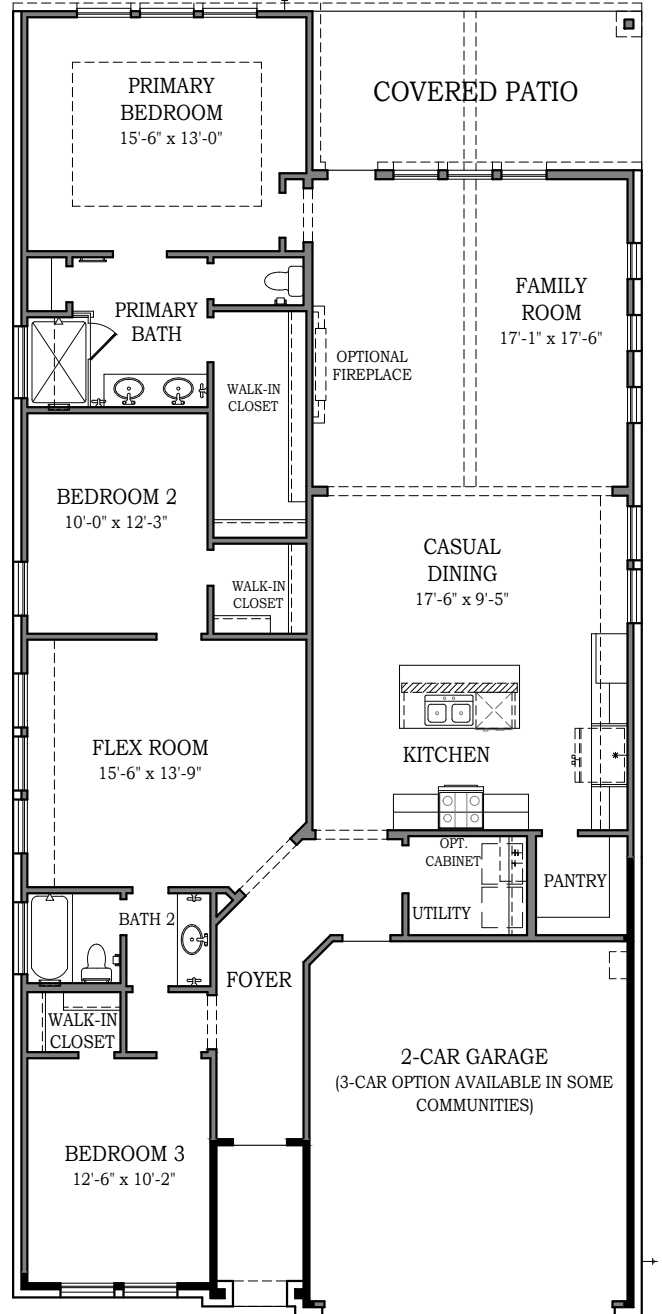 PRIMARY
BEDROOM
15'-6" x 13'-0"
COVERED PATIO
FAMILY
ROOM
17'-1" x 17'-6"
PRIMARY
BATH
OPTIONAL
FIREPLACE
WALK-IN
CLOSET
BEDROOM 2
10'-0" x 12'-3"
WALK-IN
CLOSET
CASUAL
DINING
17'-6" x 9'-5"
FLEX ROOM
15'-6" x 13'-9"
KITCHEN
OPT.
CABINET
UTILITY
PANTRY
BATH 2
FOYER
WALK-IN
CLOSET
2-CAR GARAGE
(3-CAR OPTION AVAILABLE IN SOME
COMMUNITIES)
BEDROOM 3
12'-6" x 10'-2"